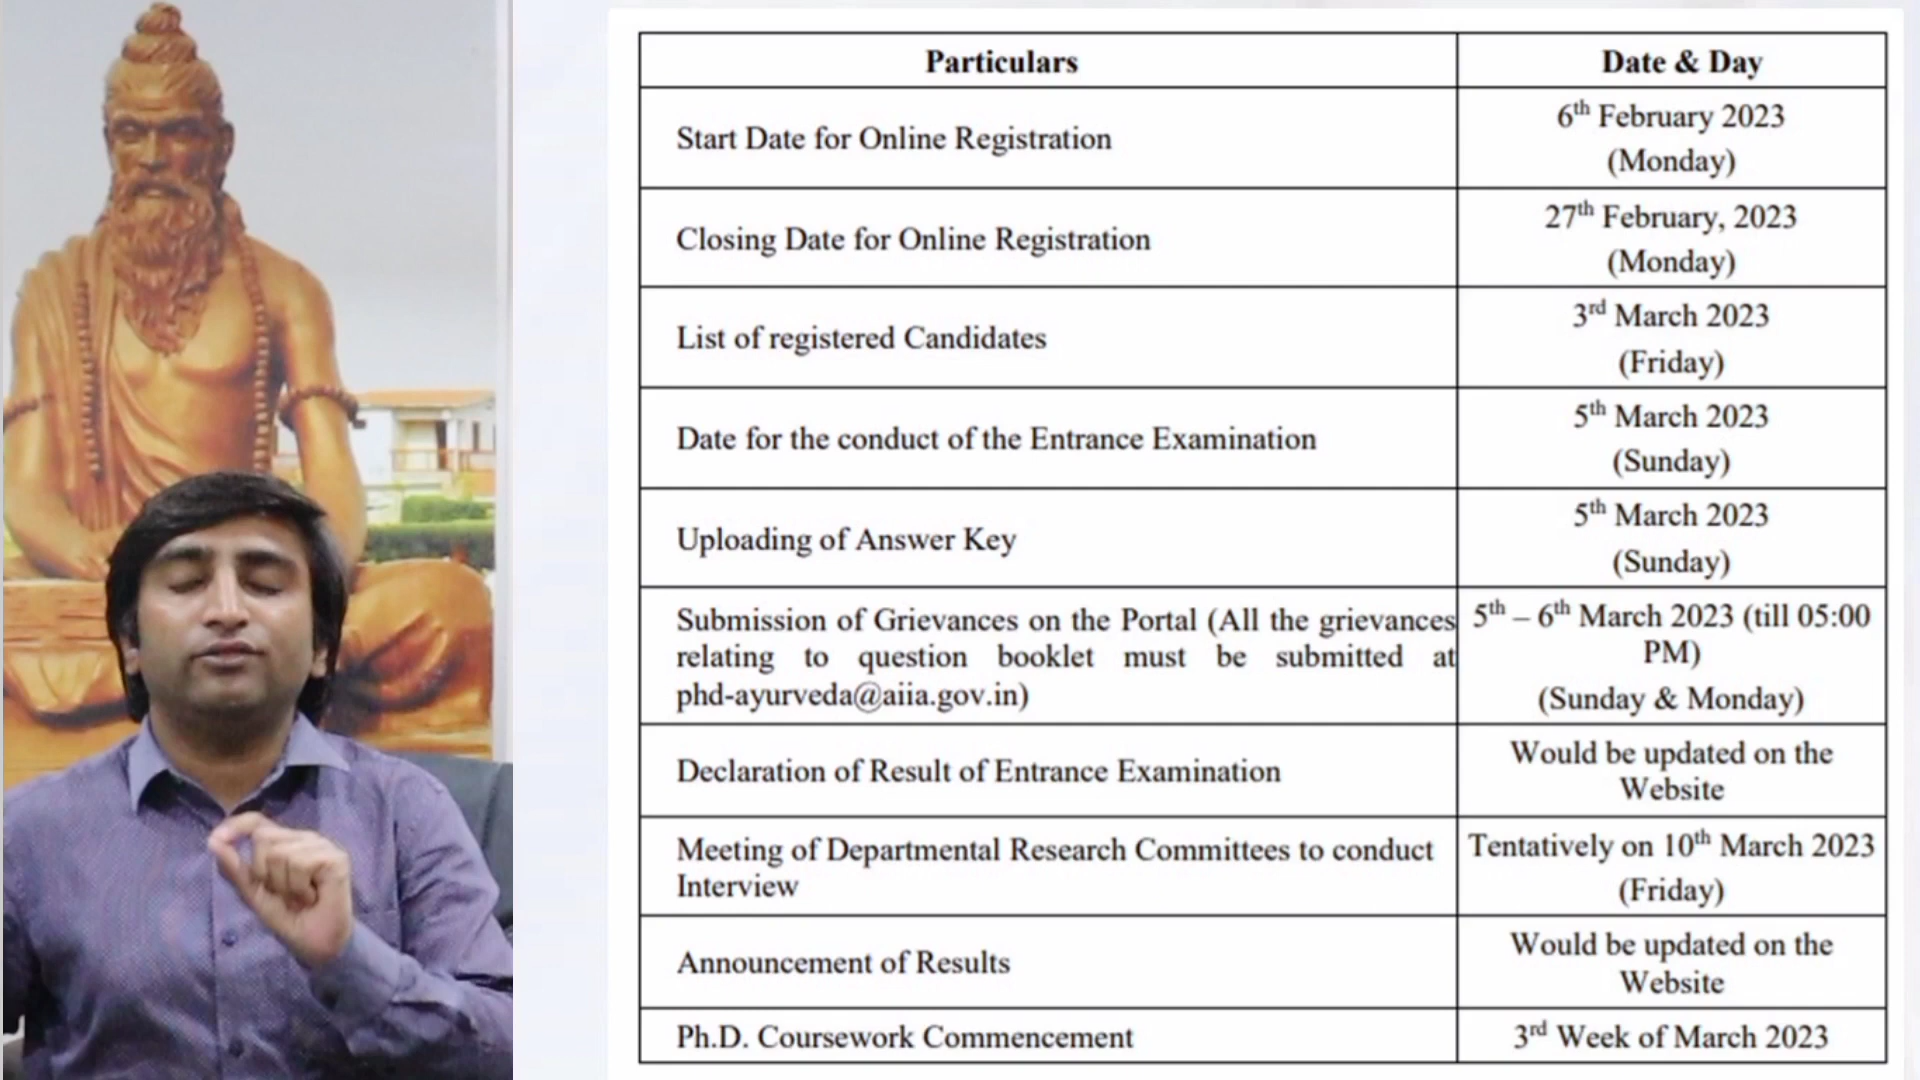 Particulars
Date & Day
Start Date for Online Registration
6th February 2023
(Monday)
Closing Date for Online Registration
27th February, 2023
(Monday)
List of registered Candidates
3rd March 2023
(Friday)
Date for the conduct of the Entrance Examination
5th March 2023
(Sunday)
Uploading of Answer Key
5th March 2023
(Sunday)
Submission of Grievances on the Portal (All the grievances
relating to question booklet must be submitted at
phd-ayurveda@aiia.gov.in)
5th – 6th March 2023 (till 05:00
PM)
(Sunday & Monday)
Declaration of Result of Entrance Examination
Would be updated on the
Website
Meeting of Departmental Research Committees to conduct
Interview
Tentatively on 10th March 2023
(Friday)
Announcement of Results
Would be updated on the
Website
Ph.D. Coursework Commencement
3rd Week of March 2023